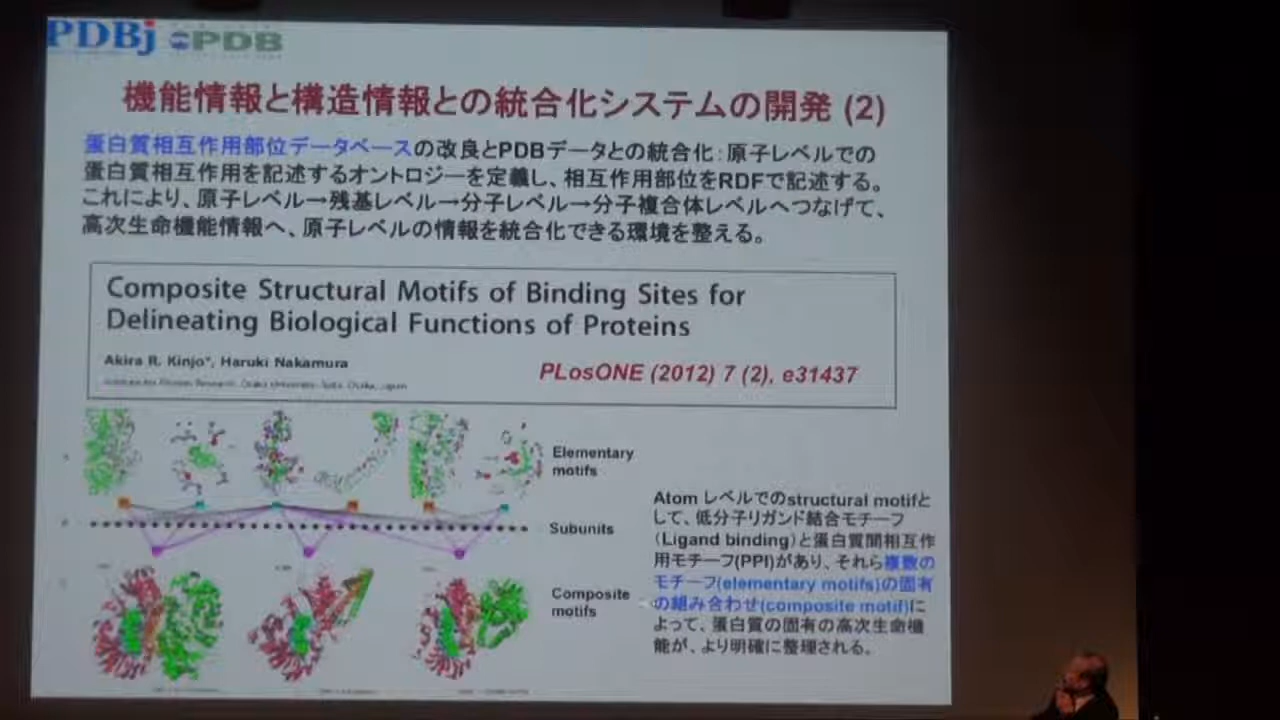 PDBj PDB
機能情報と構造情報との統合化システムの開発 (2)
蛋白質相互作用部位データベースの改良とPDBデータとの統合化:原子レベルでの
蛋白質相互作用を記述するオントロジーを定義し、相互作用部位をRDFで記述する。
これにより、原子レベル→残基レベル→分子レベル→分子複合体レベルへつなげて、
高次生命機能情報へ、原子レベルの情報を統合化できる環境を整える。
Composite Structural Motifs of Binding Sites for
Delineating Biological Functions of Proteins
Akira R. Kinjo*, Haruki Nakamura
Institute for Protein Research, Osaka University, Suita, Osaka, Japan
PLosONE (2012) 7 (2), e31437
Elementary
motifs
Subunits
Composite
motifs
Atom レベルでのstructural motifと
して、低分子リガンド結合モチーフ
(Ligand binding)と蛋白質間相互作
用モチーフ(PPI)があり、それら複数の
モチーフ(elementary motifs)の固有
の組み合わせ(composite motif)に
よって、蛋白質の固有の高次生命機
能が、より明確に整理される。